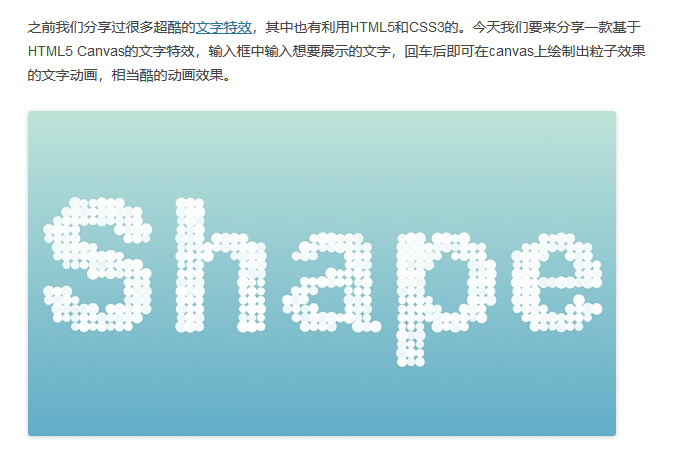 之前我们分享过很多超酷的文字特效，其中也有利用HTML5和CSS3的。今天我们要来分享一款基于
HTML5 Canvas的文字特效，输入框中输入想要展示的文字，回车后即可在canvas上绘制出粒子效果
的文字动画，相当酷的动画效果。
Shape